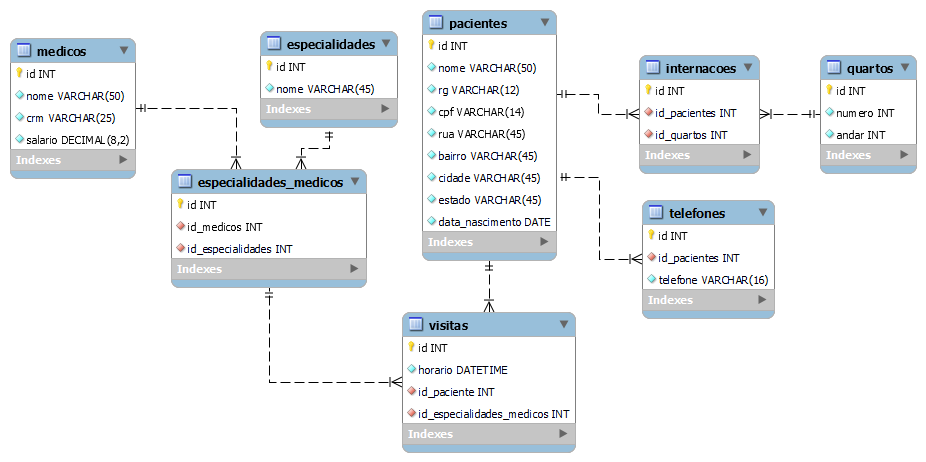 medicos
id INT
nome VARCHAR(50)
crm VARCHAR(25)
salario DECIMAL(8,2)
Indexes
especialidades
id INT
nome VARCHAR(45)
Indexes
pacientes
id INT
nome VARCHAR(50)
rg VARCHAR(12)
cpf VARCHAR(14)
rua VARCHAR(45)
bairro VARCHAR(45)
cidade VARCHAR(45)
estado VARCHAR(45)
data_nascimento DATE
Indexes
internacoes
id INT
id_pacientes INT
id_quartos INT
Indexes
quartos
id INT
numero INT
andar INT
Indexes
especialidades_medicos
id INT
id_medicos INT
id_especialidades INT
Indexes
telefones
id INT
id_pacientes INT
telefone VARCHAR(16)
Indexes
visitas
id INT
horario DATETIME
id_paciente INT
id_especialidades_medicos INT
Indexes